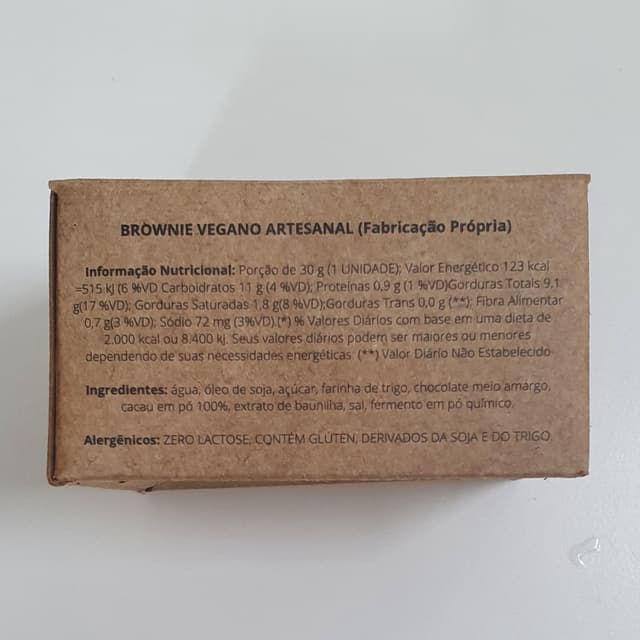 BROWNIE VEGANO ARTESANAL (Fabricação Própria)
Informação Nutricional: Porção de 30 g (1 UNIDADE); Valor Energético 123 kcal
=515 kJ (6 %VD) Carboidratos 11 g (4 %VD); Proteínas 0,9 g (1 %VD)Gorduras Totais 9,1
g(17 %VD); Gorduras Saturadas 1,8 g(8 %VD);Gorduras Trans 0,0 g (**); Fibra Alimentar
0,7 g(3 %VD); Sódio 72 mg (3%VD).(*) % Valores Diários com base em uma dieta de
2.000 kcal ou 8.400 kj. Seus valores diários podem ser maiores ou menores
dependendo de suas necessidades energéticas. (**) Valor Diário Não Estabelecido
Ingredientes: água, óleo de soja, açúcar, farinha de trigo, chocolate meio amargo,
cacau em pó 100%, extrato de baunilha, sal, fermento em pó químico.
Alergênicos: ZERO LACTOSE. CONTÉM GLÚTEN, DERIVADOS DA SOJA E DO TRIGO.